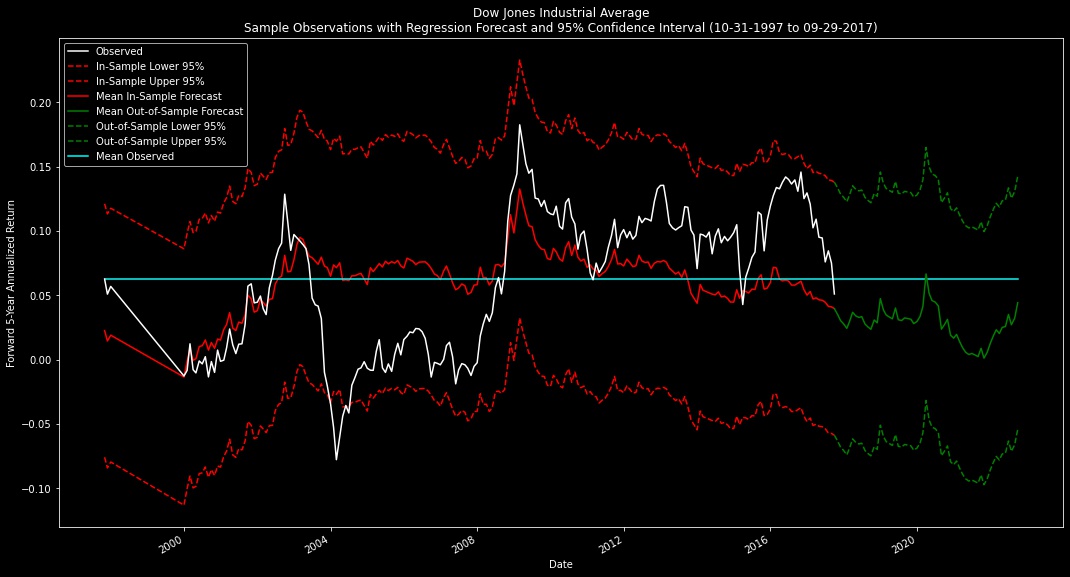 Dow Jones Industrial Average
Sample Observations with Regression Forecast and 95% Confidence Interval (10-31-1997 to 09-29-2017)
Observed
In-Sample Lower 95%
In-Sample Upper 95%
Mean In-Sample Forecast
Mean Out-of-Sample Forecast
Out-of-Sample Lower 95%
Out-of-Sample Upper 95%
Mean Observed
Forward 5-Year Annualized Return
0.20
0.15
0.10
0.05
0.00
−0.05
−0.10
2000
2004
2008
2012
2016
2020
Date